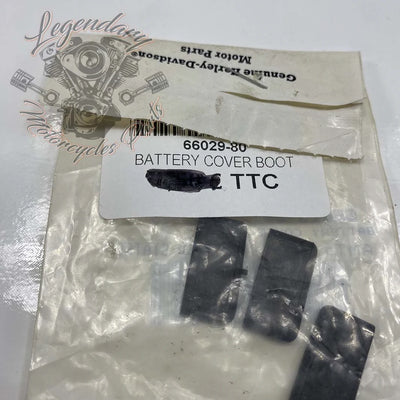 Legendary
Motorcycles Parts
Genuine Harley-Davidson®
Motor Parts
66029-80
BATTERY COVER BOOT
TTC